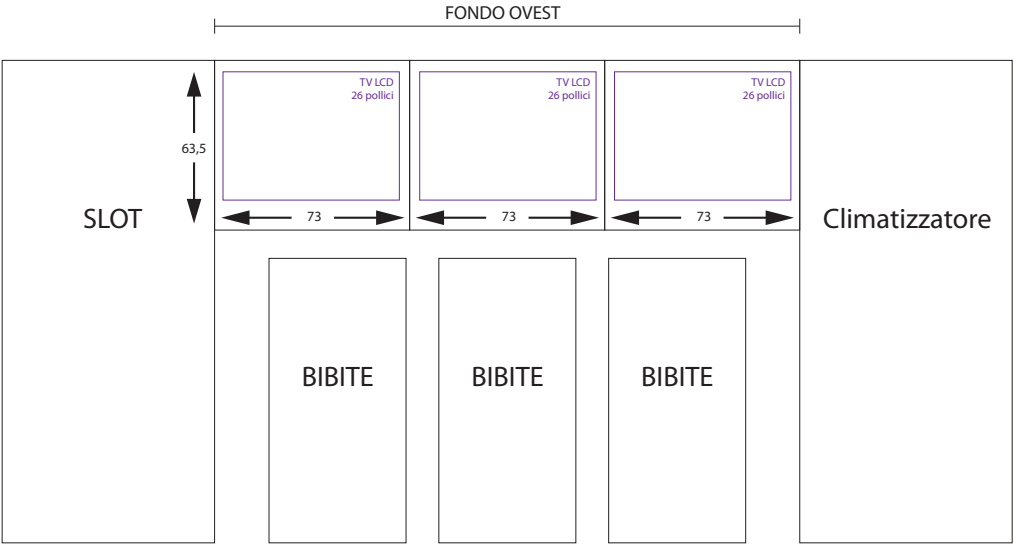 FONDO OVEST
TV LCD
26 pollici
TV LCD
26 pollici
TV LCD
26 pollici
63,5
73
73
73
SLOT
Climatizzatore
BIBITE
BIBITE
BIBITE